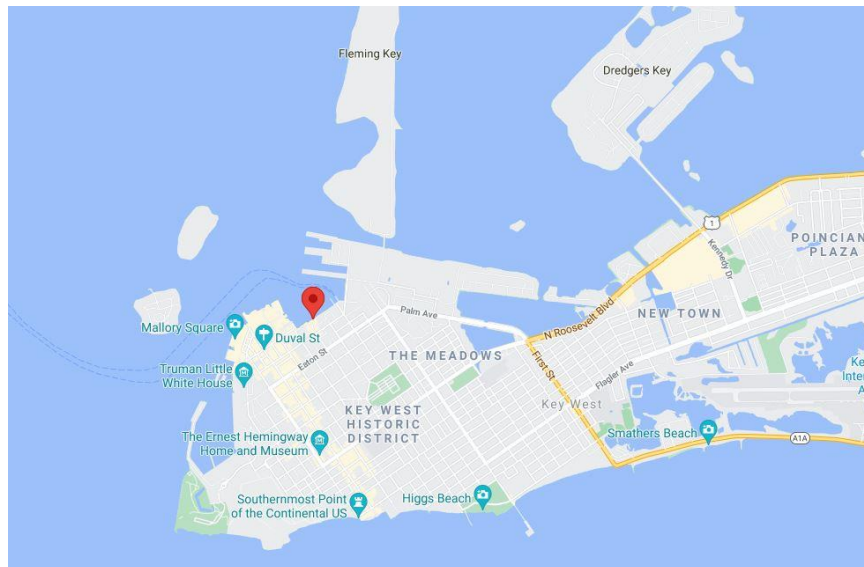 Fleming Key
Dredgers Key
1
POINCIAN
PLAZA
Kennedy Dr
NEW TOWN
N Roosevelt Blvd
Palm Ave
Mallory Square
Duval St
THE MEADOWS
Eaton St
First St
Flagler Ave
Truman Little
White House
Ke
Inter
A
KEY WEST
HISTORIC
DISTRICT
Key West
The Ernest Hemingway
Home and Museum
Smathers Beach
A1A
Southernmost Point
of the Continental US
Higgs Beach